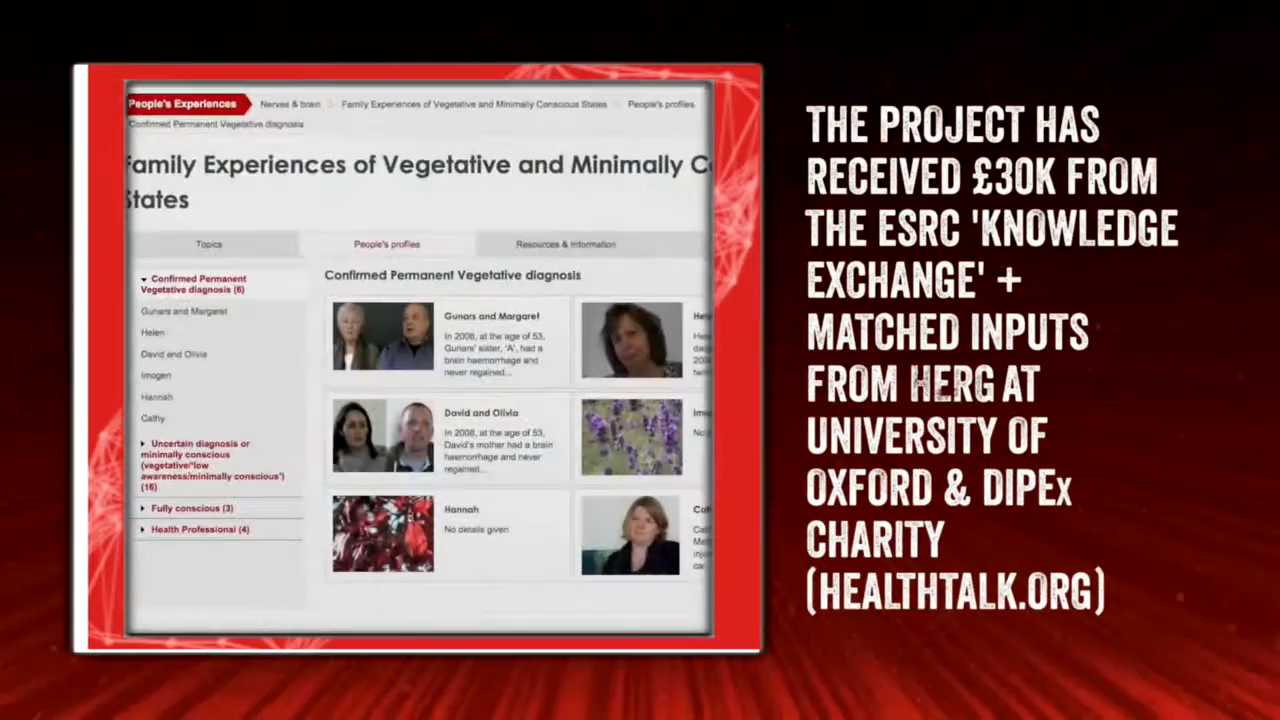 People's Experiences
Nerves & brain
Family Experiences of Vegetative and Minimally Conscious States
People's profiles
Confirmed Permanent Vegetative diagnosis
Family Experiences of Vegetative and Minimally C
States
Topics
People's profiles
Resources & Information
Confirmed Permanent
Vegetative diagnosis (6)
Gunars and Margaret
Helen
David and Olivia
Imogen
Hannah
Cathy
Uncertain diagnosis or
minimally conscious
(vegetative/'low
awareness/minimally conscious')
(16)
Fully conscious (3)
Health Professional (4)
Confirmed Permanent Vegetative diagnosis
Gunars and Margaret
In 2006, at the age of 53,
Gunars' sister, 'A', had a
brain haemorrhage and
never regained...
David and Olivia
In 2006, at the age of 53,
David's mother had a brain
haemorrhage and never
regained...
Hannah
No details given
THE PROJECT HAS
RECEIVED £30K FROM
THE ESRC 'KNOWLEDGE
EXCHANGE' +
MATCHED INPUTS
FROM HERG AT
UNIVERSITY OF
OXFORD & DIPEx
CHARITY
(HEALTHTALK.ORG)